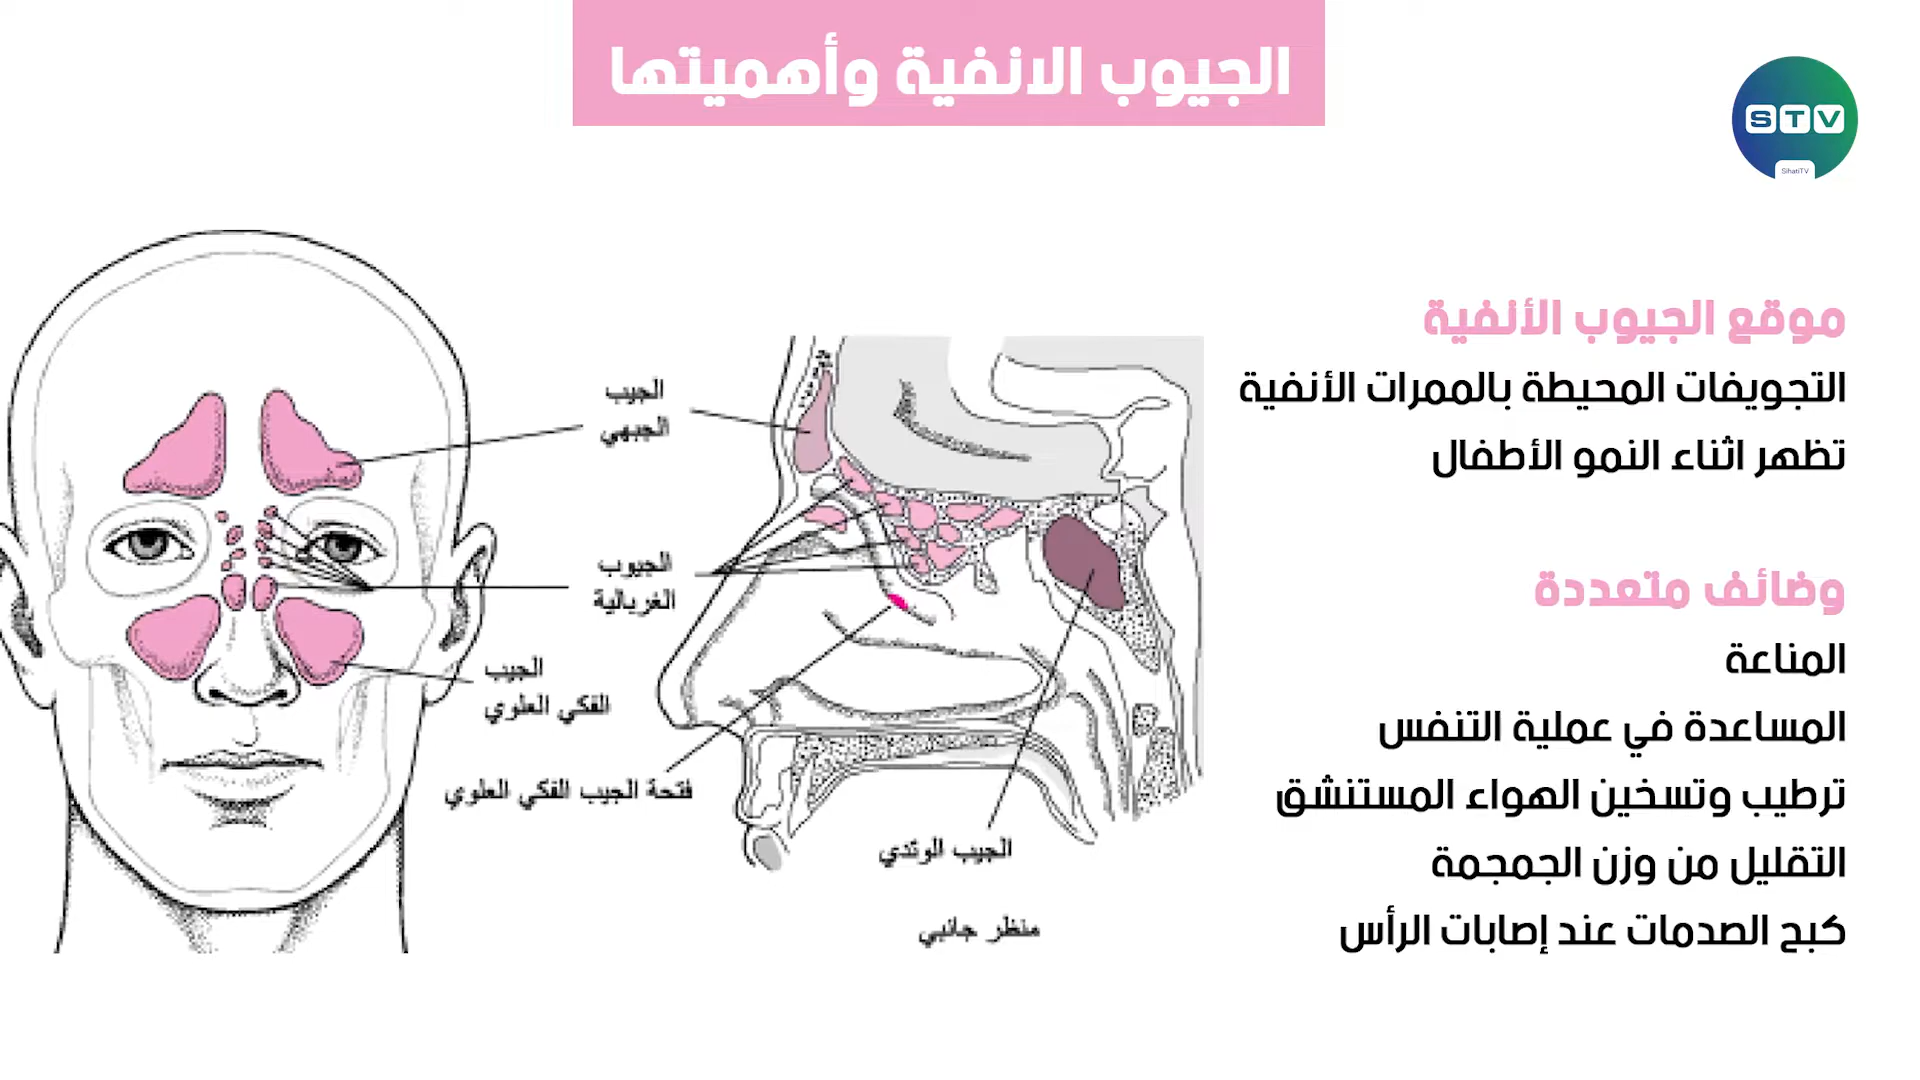 الجيوب الانفية وأهميتها
STV
SihatiTV
موقع الجيوب الأنفية
التجويفات المحيطة بالممرات الأنفية
تظهر اثناء النمو الأطفال
وضائف متعددة
المناعة
المساعدة في عملية التنفس
ترطيب وتسخين الهواء المستنشق
التقليل من وزن الجمجمة
كبح الصدمات عند إصابات الرأس
الجيب
الجبهي
الجيوب
الغربالية
الجيب
الفكي العلوي
فتحة الجيب الفكي العلوي
الجيب الوتدي
منظر جانبي